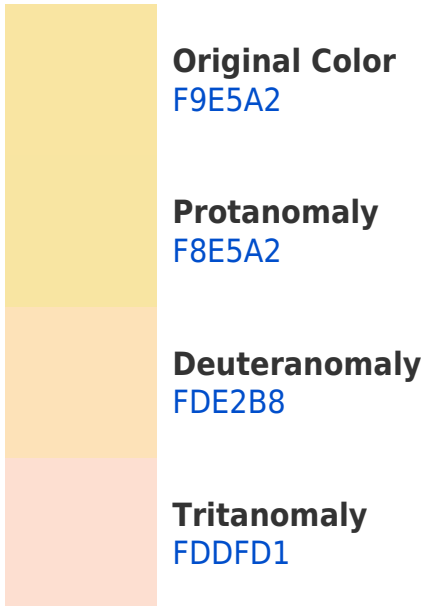 Original Color
F9E5A2
Protanomaly
F8E5A2
Deuteranomaly
FDE2B8
Tritanomaly
FDDFD1